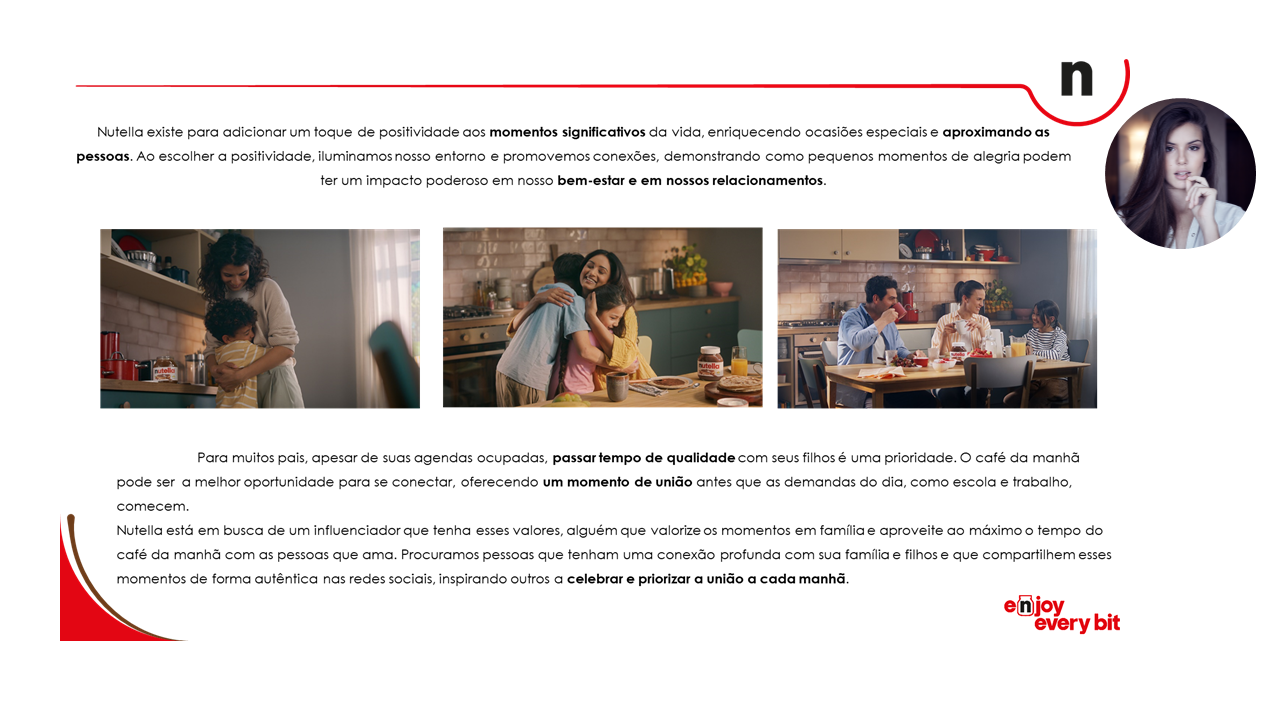 n
Nutella existe para adicionar um toque de positividade aos momentos significativos da vida, enriquecendo ocasiões especiais e aproximando as
pessoas. Ao escolher a positividade, iluminamos nosso entorno e promovemos conexões, demonstrando como pequenos momentos de alegria podem
ter um impacto poderoso em nosso bem-estar e em nossos relacionamentos.
nutella
nutella
nutella
Para muitos pais, apesar de suas agendas ocupadas, passar tempo de qualidade com seus filhos é uma prioridade. O café da manhã
pode ser a melhor oportunidade para se conectar, oferecendo um momento de união antes que as demandas do dia, como escola e trabalho,
comecem.
Nutella está em busca de um influenciador que tenha esses valores, alguém que valorize os momentos em família e aproveite ao máximo o tempo do
café da manhã com as pessoas que ama. Procuramos pessoas que tenham uma conexão profunda com sua família e filhos e que compartilhem esses
momentos de forma autêntica nas redes sociais, inspirando outros a celebrar e priorizar a união a cada manhã.
enjoy
every bit